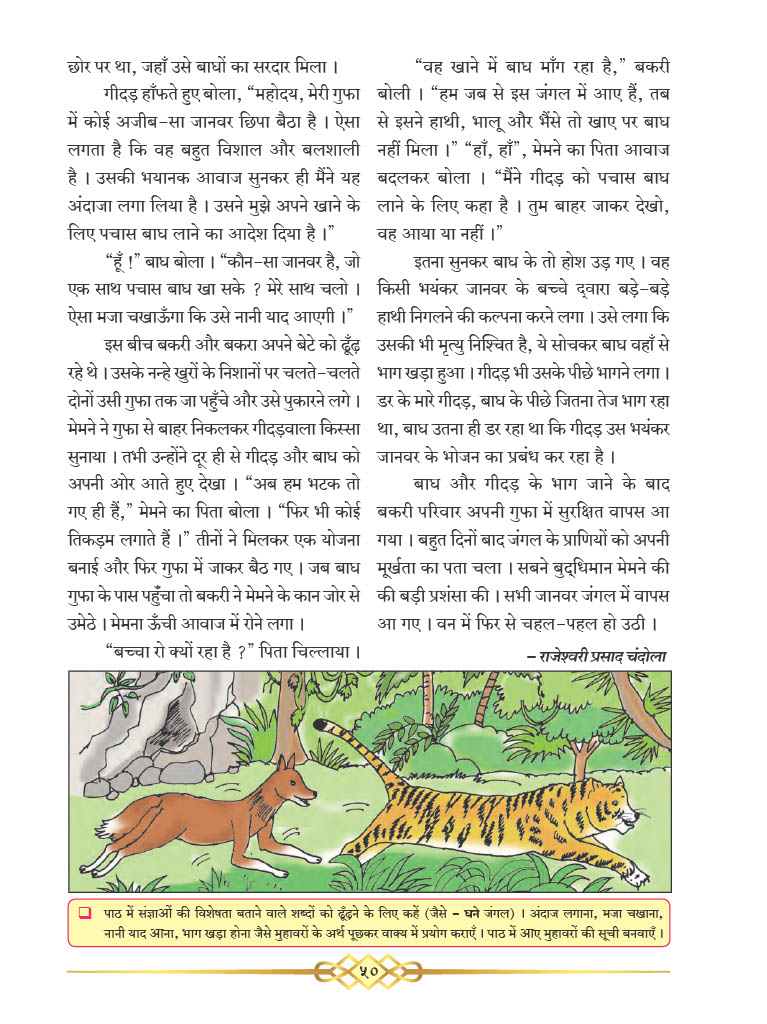 छोर पर था, जहाँ उसे बाघों का सरदार मिला ।
गीदड़ हाँफते हुए बोला, “महोदय, मेरी गुफा
में कोई अजीब-सा जानवर छिपा बैठा है । ऐसा
लगता है कि वह बहुत विशाल और बलशाली
है । उसकी भयानक आवाज सुनकर ही मैंने यह
अंदाजा लगा लिया है । उसने मुझे अपने खाने के
लिए पचास बाघ लाने का आदेश दिया है ।”
“हूँ !” बाघ बोला । “कौन-सा जानवर है, जो
एक साथ पचास बाघ खा सके ? मेरे साथ चलो ।
ऐसा मजा चखाऊँगा कि उसे नानी याद आएगी ।”
इस बीच बकरी और बकरा अपने बेटे को ढूँढ़
रहे थे । उसके नन्हे खुरों के निशानों पर चलते-चलते
दोनों उसी गुफा तक जा पहुँचे और उसे पुकारने लगे ।
मेमने ने गुफा से बाहर निकलकर गीदड़वाला किस्सा
सुनाया । तभी उन्होंने दूर ही से गीदड़ और बाघ को
अपनी ओर आते हुए देखा । “अब हम भटक तो
गए ही हैं,” मेमने का पिता बोला । “फिर भी कोई
तिकड़म लगाते हैं ।” तीनों ने मिलकर एक योजना
बनाई और फिर गुफा में जाकर बैठ गए । जब बाघ
गुफा के पास पहुँचा तो बकरी ने मेमने के कान जोर से
उमेठे । मेमना ऊँची आवाज में रोने लगा ।
“बच्चा रो क्यों रहा है ?” पिता चिल्लाया ।
“वह खाने में बाघ माँग रहा है,” बकरी
बोली । “हम जब से इस जंगल में आए हैं, तब
से इसने हाथी, भालू और भैंसे तो खाए पर बाघ
नहीं मिला ।” “हाँ, हाँ”, मेमने का पिता आवाज
बदलकर बोला । “मैंने गीदड़ को पचास बाघ
लाने के लिए कहा है । तुम बाहर जाकर देखो,
वह आया या नहीं ।”
इतना सुनकर बाघ के तो होश उड़ गए । वह
किसी भयंकर जानवर के बच्चे द्‌वारा बड़े-बड़े
हाथी निगलने की कल्पना करने लगा । उसे लगा कि
उसकी भी मृत्यु निश्चित है, ये सोचकर बाघ वहाँ से
भाग खड़ा हुआ । गीदड़ भी उसके पीछे भागने लगा ।
डर के मारे गीदड़, बाघ के पीछे जितना तेज भाग रहा
था, बाघ उतना ही डर रहा था कि गीदड़ उस भयंकर
जानवर के भोजन का प्रबंध कर रहा है ।
बाघ और गीदड़ के भाग जाने के बाद
बकरी परिवार अपनी गुफा में सुरक्षित वापस आ
गया । बहुत दिनों बाद जंगल के प्राणियों को अपनी
मूर्खता का पता चला । सबने बुद्‌धिमान मेमने की
की बड़ी प्रशंसा की । सभी जानवर जंगल में वापस
आ गए । वन में फिर से चहल-पहल हो उठी ।
– राजेश्वरी प्रसाद चंदोला
❑ पाठ में संज्ञाओं की विशेषता बताने वाले शब्दों को ढूँढ़ने के लिए कहें (जैसे – घने जंगल) । अंदाज लगाना, मजा चखाना,
नानी याद आना, भाग खड़ा होना जैसे मुहावरों के अर्थ पूछकर वाक्य में प्रयोग कराएँ । पाठ में आए मुहावरों की सूची बनवाएँ ।
५०